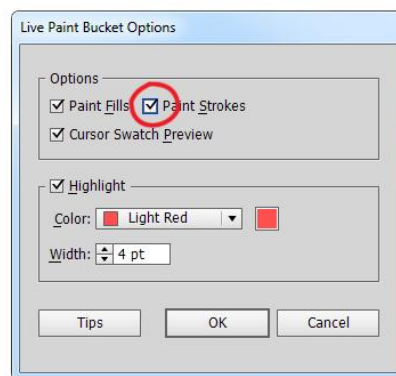 Live Paint Bucket Options
Options
Paint Fills Paint Strokes
Cursor Swatch Preview
Highlight
Color: Light Red
Width: 4 pt
Tips OK Cancel